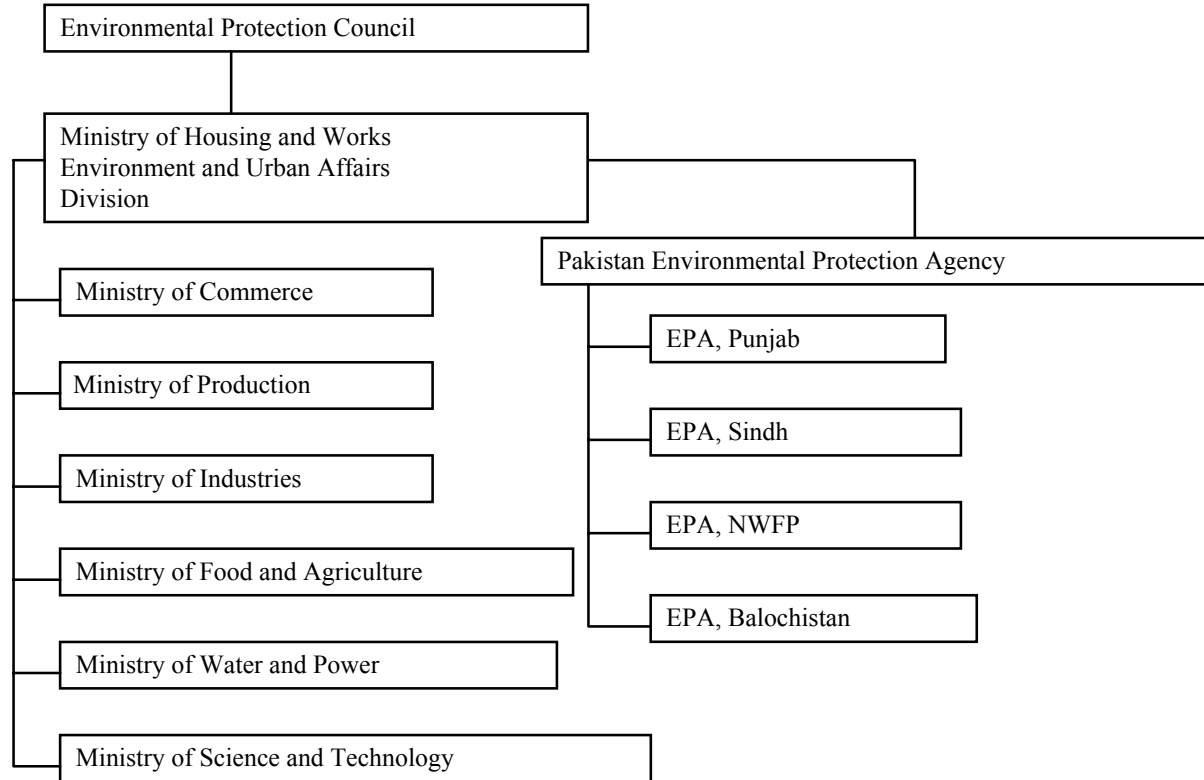 Environmental Protection Council
Ministry of Housing and Works
Environment and Urban Affairs
Division
Pakistan Environmental Protection Agency
Ministry of Commerce
Ministry of Production
Ministry of Industries
Ministry of Food and Agriculture
Ministry of Water and Power
Ministry of Science and Technology
EPA, Punjab
EPA, Sindh
EPA, NWFP
EPA, Balochistan